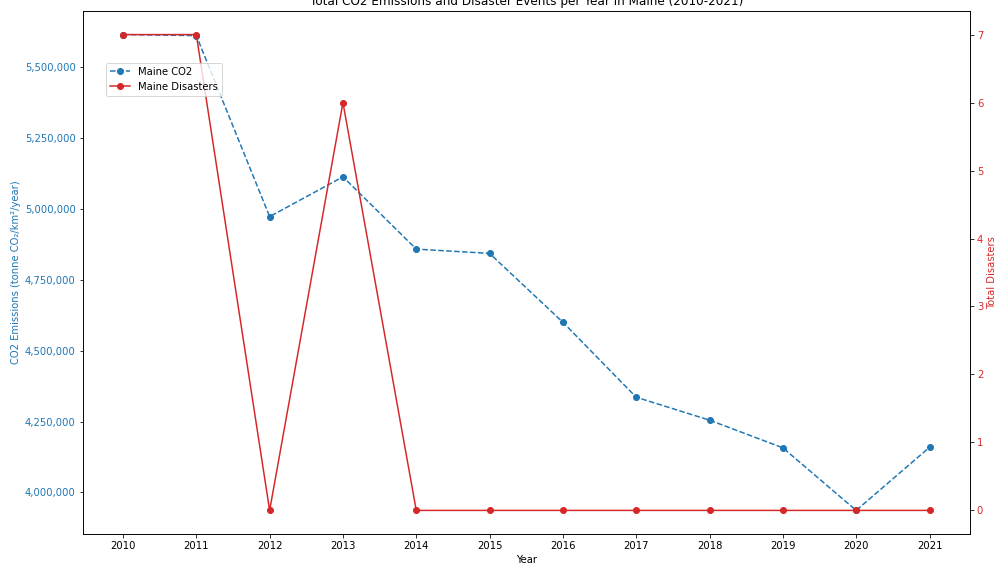 Total CO2 Emissions and Disaster Events per Year in Maine (2010-2021)
Maine CO2
Maine Disasters
CO2 Emissions (tonne CO₂/km²/year)
5,500,000
5,250,000
5,000,000
4,750,000
4,500,000
4,250,000
4,000,000
7
6
5
4
3
2
1
0
Total Disasters
2010 2011 2012 2013 2014 2015 2016 2017 2018 2019 2020 2021
Year